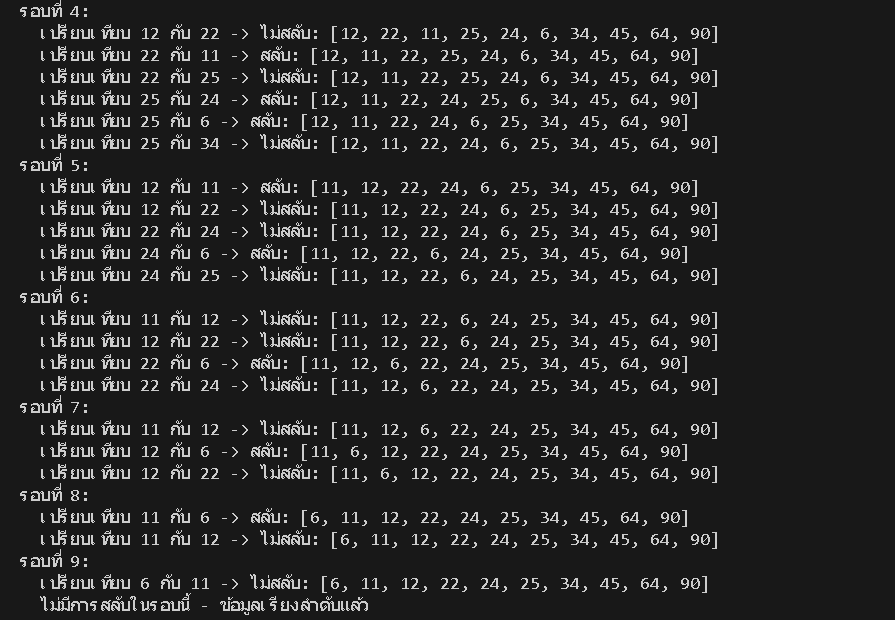 รอบที่ 4:
เปรียบเทียบ 12 กับ 22 -> ไม่สลับ: [12, 22, 11, 25, 24, 6, 34, 45, 64, 90]
เปรียบเทียบ 22 กับ 11 -> สลับ: [12, 11, 22, 25, 24, 6, 34, 45, 64, 90]
เปรียบเทียบ 22 กับ 25 -> ไม่สลับ: [12, 11, 22, 25, 24, 6, 34, 45, 64, 90]
เปรียบเทียบ 25 กับ 24 -> สลับ: [12, 11, 22, 24, 25, 6, 34, 45, 64, 90]
เปรียบเทียบ 25 กับ 6 -> สลับ: [12, 11, 22, 24, 6, 25, 34, 45, 64, 90]
เปรียบเทียบ 25 กับ 34 -> ไม่สลับ: [12, 11, 22, 24, 6, 25, 34, 45, 64, 90]
รอบที่ 5:
เปรียบเทียบ 12 กับ 11 -> สลับ: [11, 12, 22, 24, 6, 25, 34, 45, 64, 90]
เปรียบเทียบ 12 กับ 22 -> ไม่สลับ: [11, 12, 22, 24, 6, 25, 34, 45, 64, 90]
เปรียบเทียบ 22 กับ 24 -> ไม่สลับ: [11, 12, 22, 24, 6, 25, 34, 45, 64, 90]
เปรียบเทียบ 24 กับ 6 -> สลับ: [11, 12, 22, 6, 24, 25, 34, 45, 64, 90]
เปรียบเทียบ 24 กับ 25 -> ไม่สลับ: [11, 12, 22, 6, 24, 25, 34, 45, 64, 90]
รอบที่ 6:
เปรียบเทียบ 11 กับ 12 -> ไม่สลับ: [11, 12, 22, 6, 24, 25, 34, 45, 64, 90]
เปรียบเทียบ 12 กับ 22 -> ไม่สลับ: [11, 12, 22, 6, 24, 25, 34, 45, 64, 90]
เปรียบเทียบ 22 กับ 6 -> สลับ: [11, 12, 6, 22, 24, 25, 34, 45, 64, 90]
เปรียบเทียบ 22 กับ 24 -> ไม่สลับ: [11, 12, 6, 22, 24, 25, 34, 45, 64, 90]
รอบที่ 7:
เปรียบเทียบ 11 กับ 12 -> ไม่สลับ: [11, 12, 6, 22, 24, 25, 34, 45, 64, 90]
เปรียบเทียบ 12 กับ 6 -> สลับ: [11, 6, 12, 22, 24, 25, 34, 45, 64, 90]
เปรียบเทียบ 12 กับ 22 -> ไม่สลับ: [11, 6, 12, 22, 24, 25, 34, 45, 64, 90]
รอบที่ 8:
เปรียบเทียบ 11 กับ 6 -> สลับ: [6, 11, 12, 22, 24, 25, 34, 45, 64, 90]
เปรียบเทียบ 11 กับ 12 -> ไม่สลับ: [6, 11, 12, 22, 24, 25, 34, 45, 64, 90]
รอบที่ 9:
เปรียบเทียบ 6 กับ 11 -> ไม่สลับ: [6, 11, 12, 22, 24, 25, 34, 45, 64, 90]
ไม่มีการสลับในรอบนี้ - ข้อมูลเรียงลำดับแล้ว